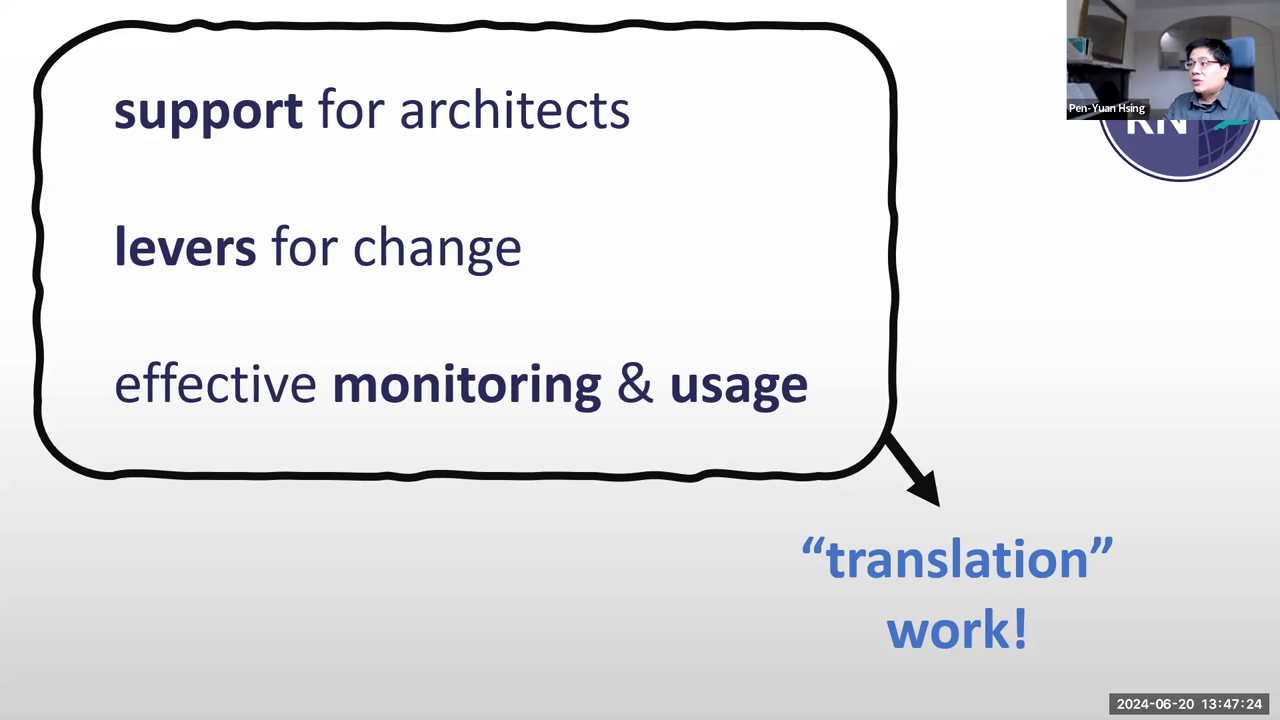 support for architects
Pen-Yuan Hsing
RN
levers for change
effective monitoring & usage
“translation”
work!
2024-06-20 13:47:24